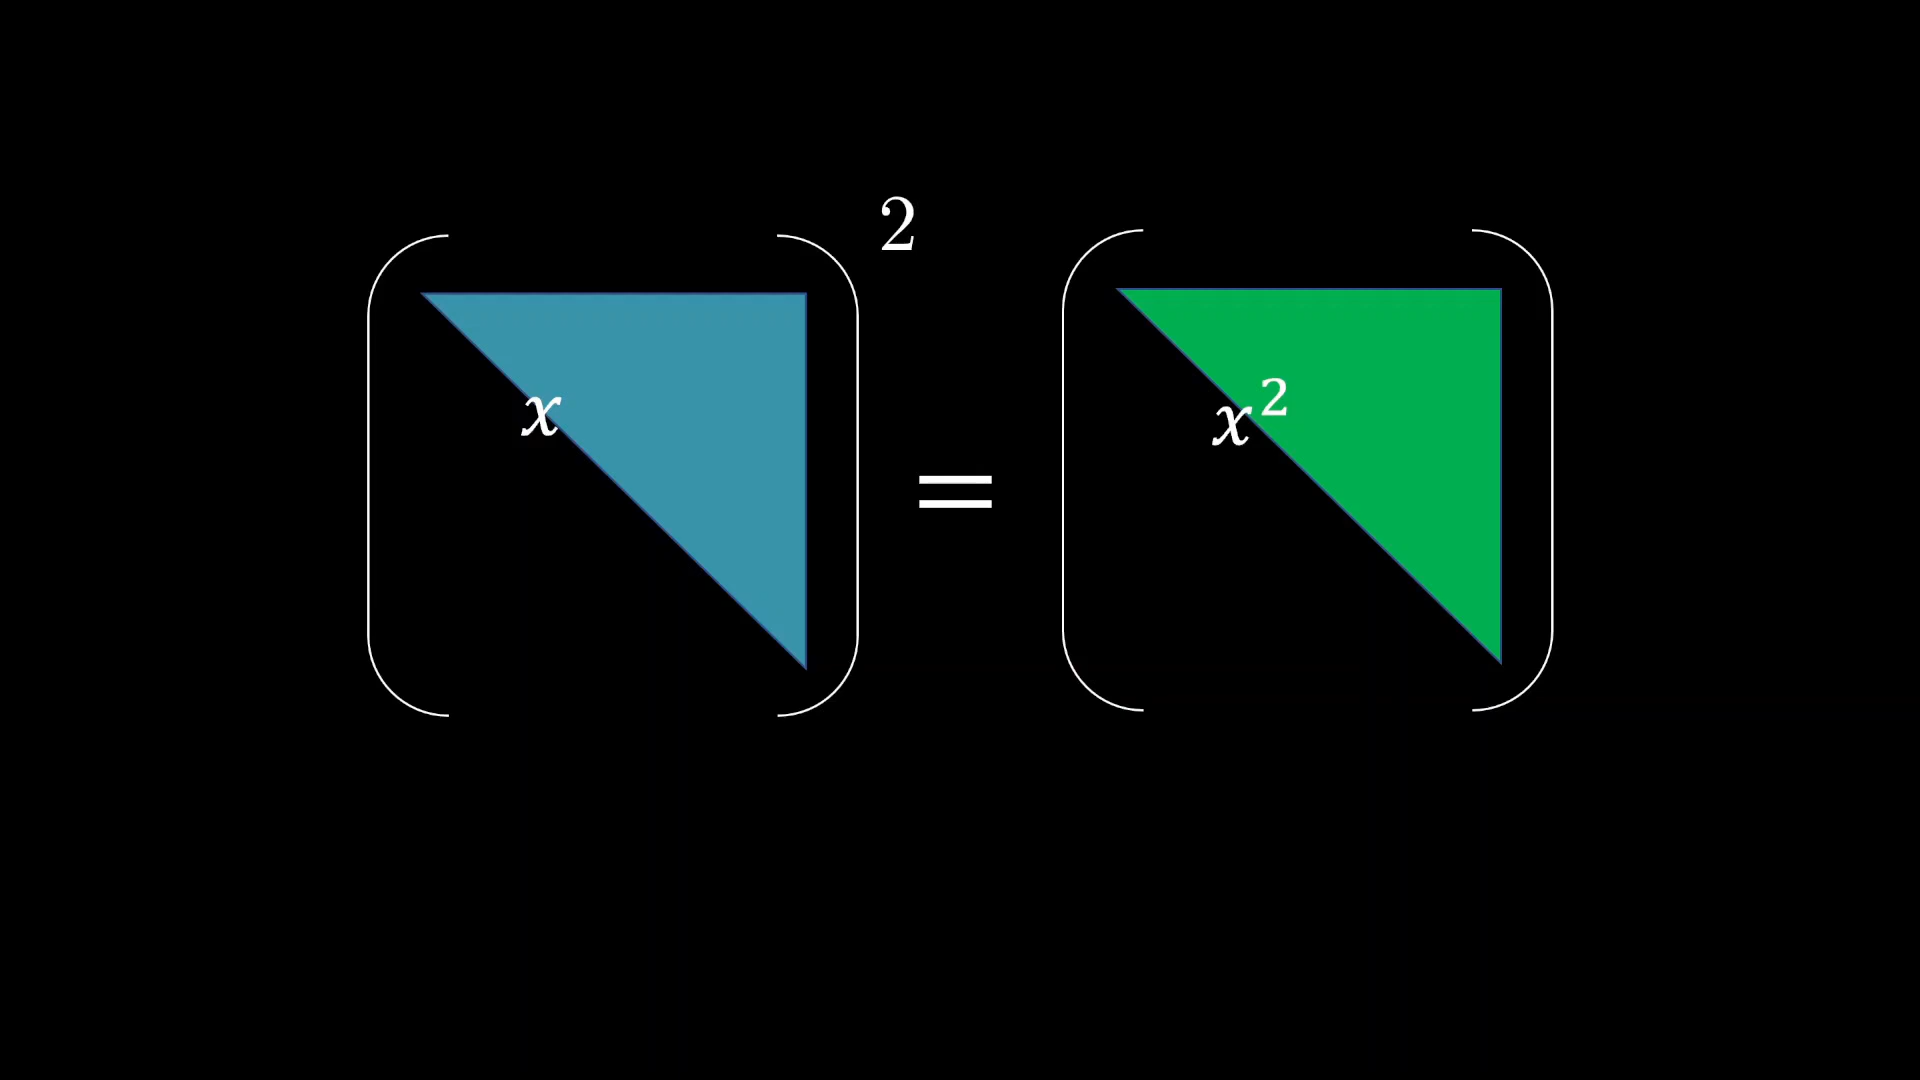 2
x
x²
=